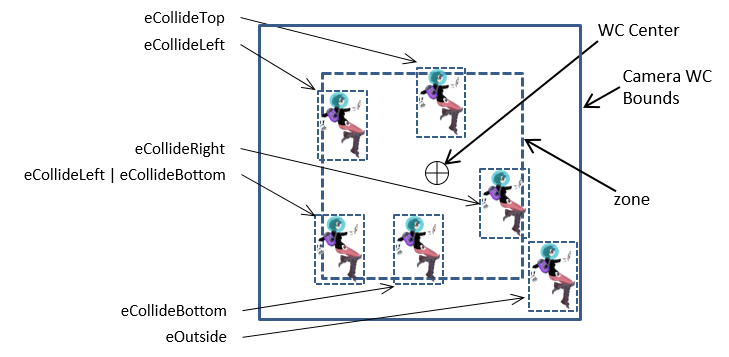 eCollideTop
eCollideLeft
WC Center
Camera WC
Bounds
eCollideRight
eCollideLeft | eCollideBottom
zone
eCollideBottom
eOutside